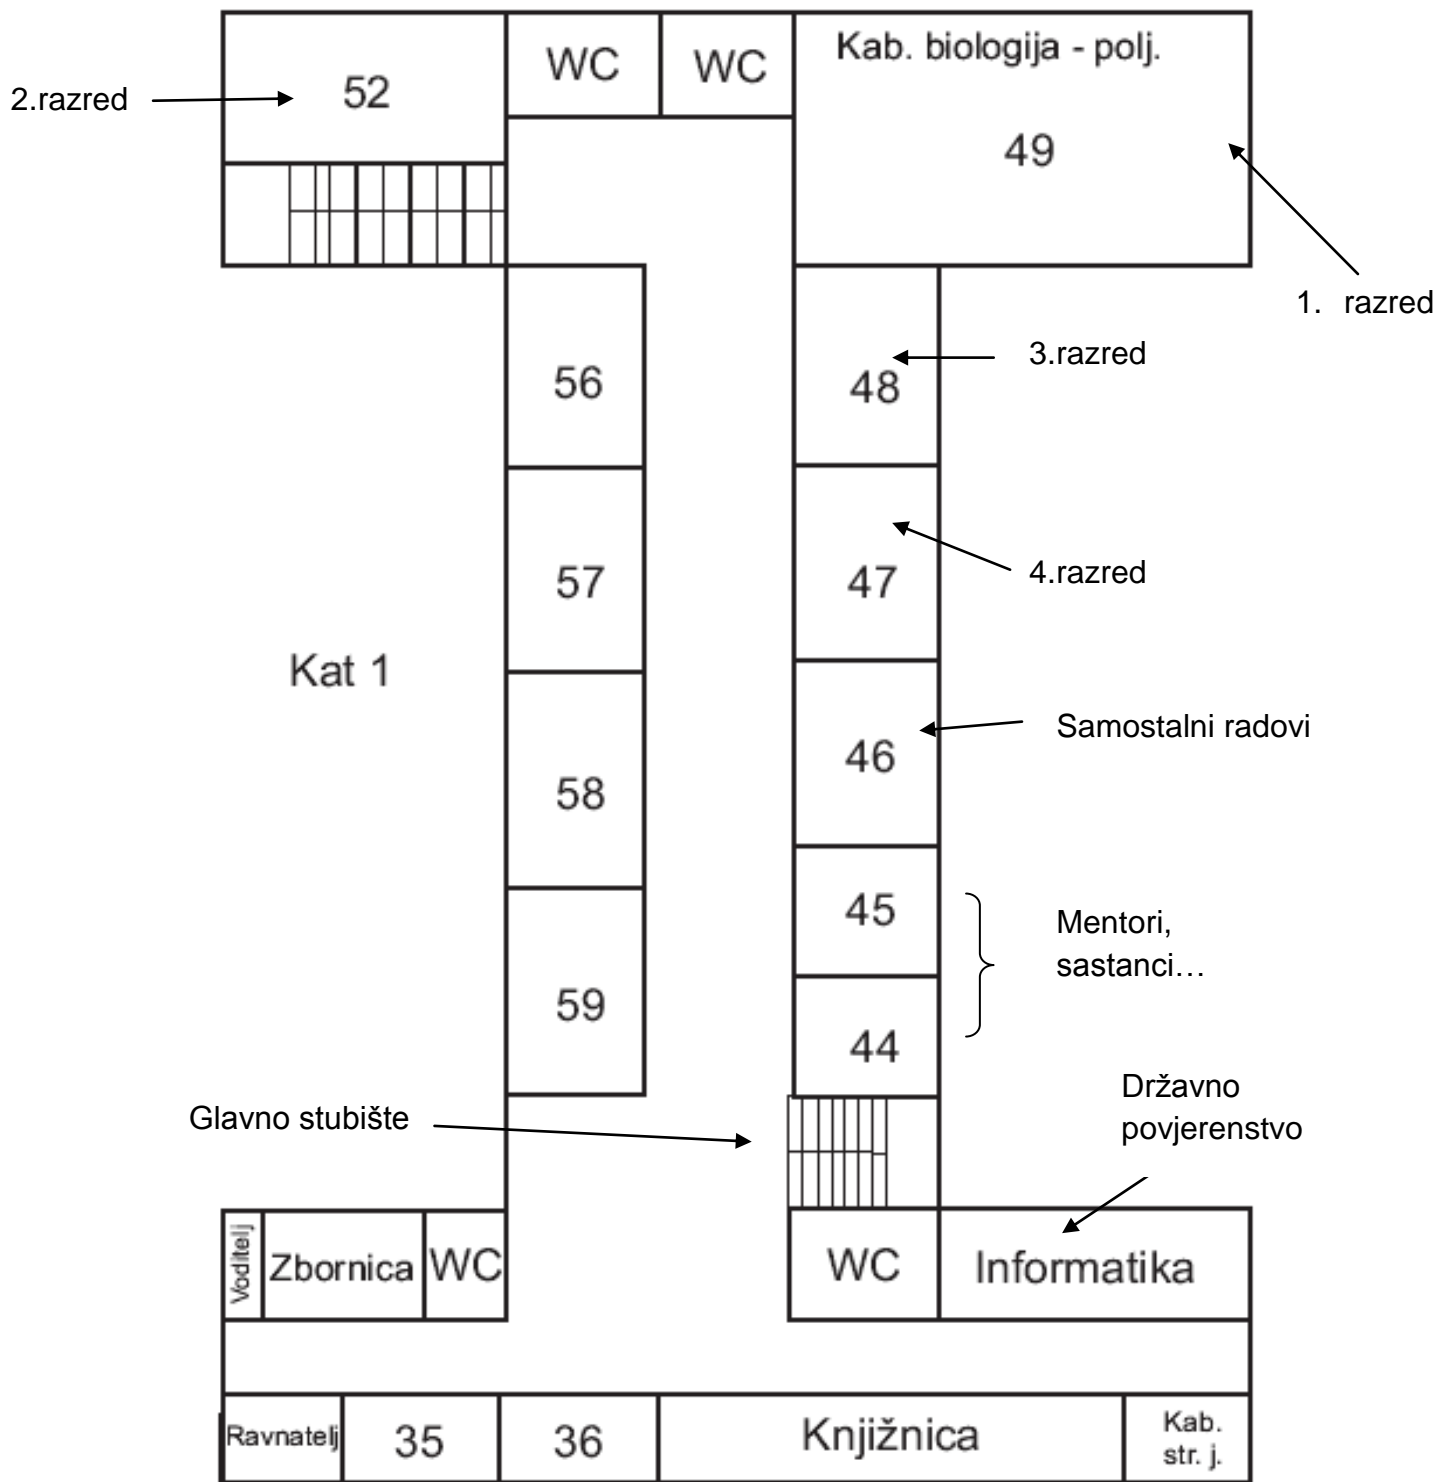 WC
WC
Kab. biologija - polj.
2.razred
52
49
1. razred
56
48
3.razred
57
47
4.razred
Kat 1
46
Samostalni radovi
58
45
Mentori,
sastanci…
59
44
Glavno stubište
Državno
povjerenstvo
Voditelj
Zbornica
WC
WC
Informatika
Ravnatelj
35
36
Knjižnica
Kab.
str. j.